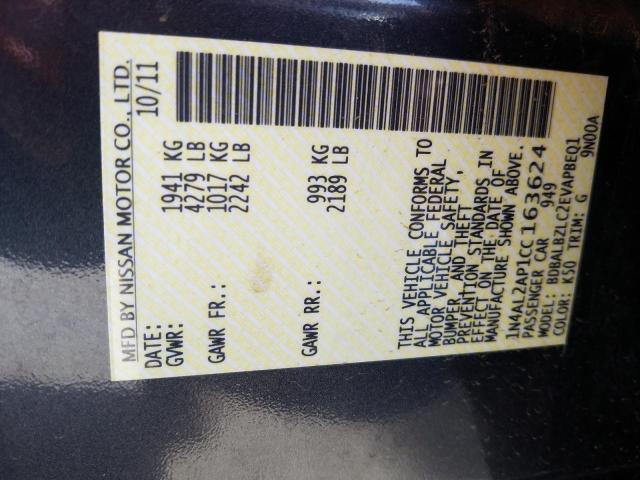 MFD BY NISSAN MOTOR CO., LTD.
DATE: 10/11
GVWR: 1941 KG
4279 LB
GAWR FR.: 1017 KG
2242 LB
GAWR RR.: 993 KG
2189 LB
THIS VEHICLE CONFORMS TO
ALL APPLICABLE FEDERAL
MOTOR VEHICLE SAFETY,
BUMPER, AND THEFT
PREVENTION STANDARDS IN
EFFECT ON THE DATE OF
MANUFACTURE SHOWN ABOVE.
1N4AL2AP1CC163624
PASSENGER CAR 949
MODEL: BDBALBZLC2EVAPBEQ1
COLOR: K50 TRIM: G 9N00A